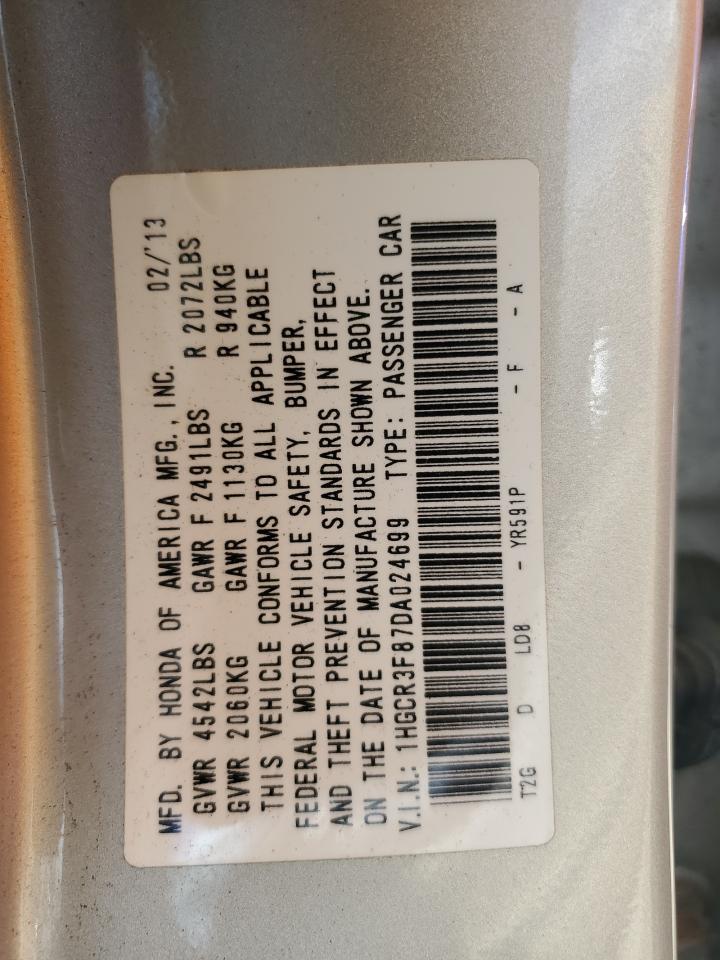 MFD. BY HONDA OF AMERICA MFG., INC. 02/'13
GVWR 4542LBS GAWR F 2491LBS R 2072LBS
GVWR 2060KG GAWR F 1130KG R 940KG
THIS VEHICLE CONFORMS TO ALL APPLICABLE
FEDERAL MOTOR VEHICLE SAFETY, BUMPER,
AND THEFT PREVENTION STANDARDS IN EFFECT
ON THE DATE OF MANUFACTURE SHOWN ABOVE.
V.I.N.: 1HGCR3F87DA024699 TYPE: PASSENGER CAR
T2G D LD8 - YR591P - F - A